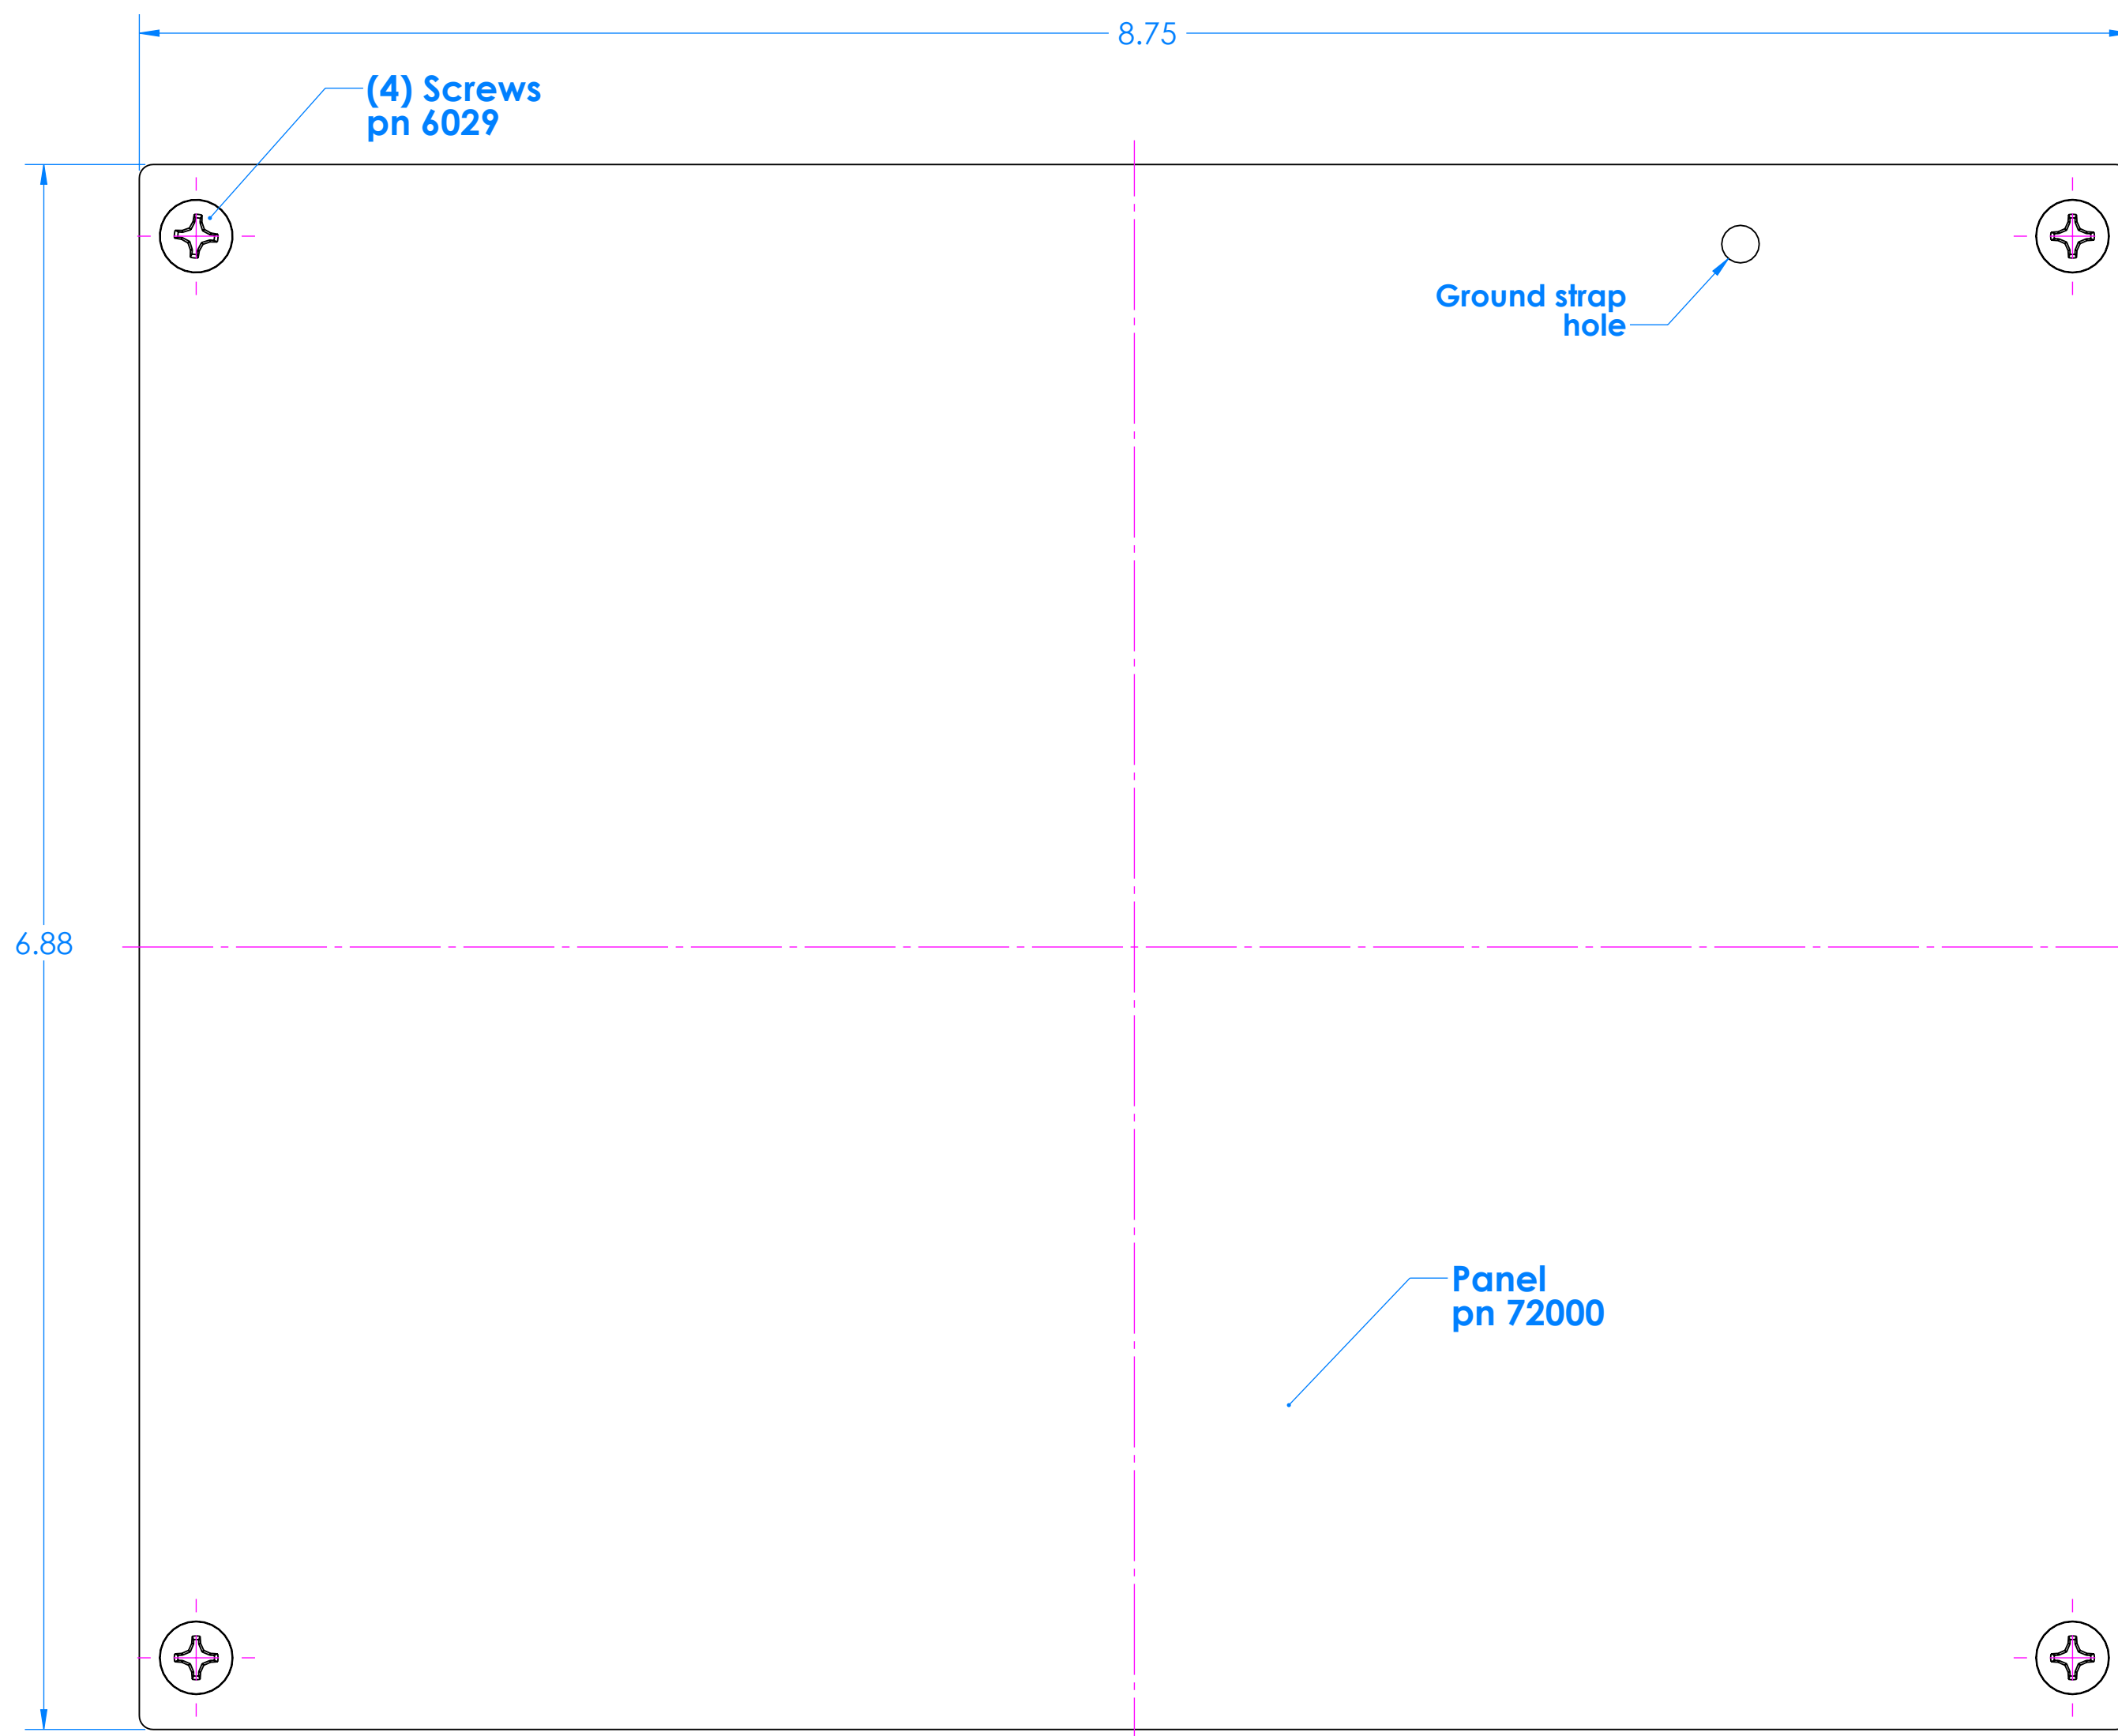 8.75
(4) Screws
pn 6029
Ground strap
hole
6.88
Panel
pn 72000